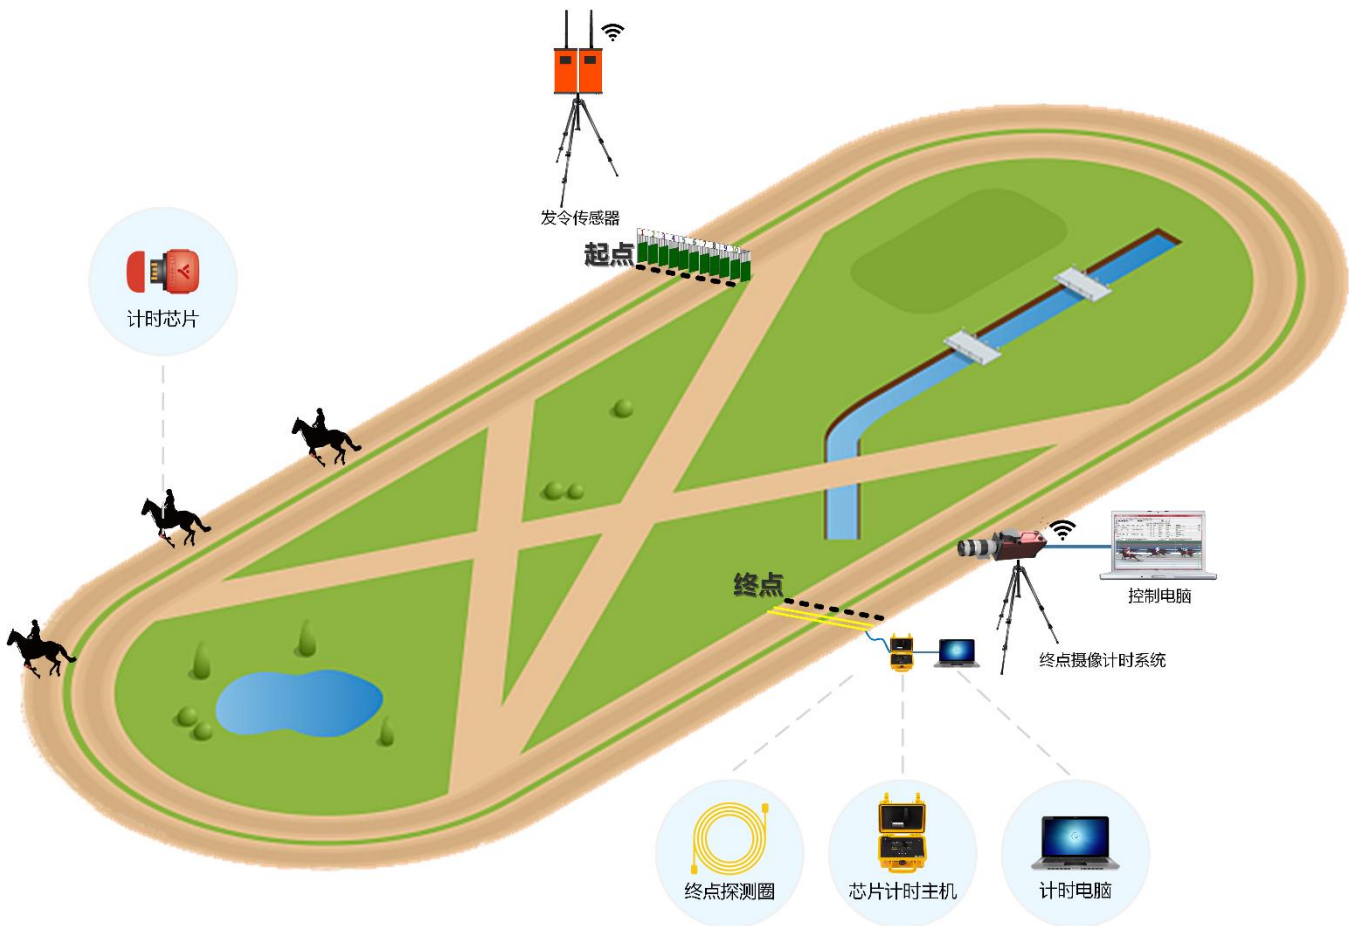 发令传感器
起点
计时芯片
终点
控制电脑
终点摄像计时系统
终点探测圈
芯片计时主机
计时电脑